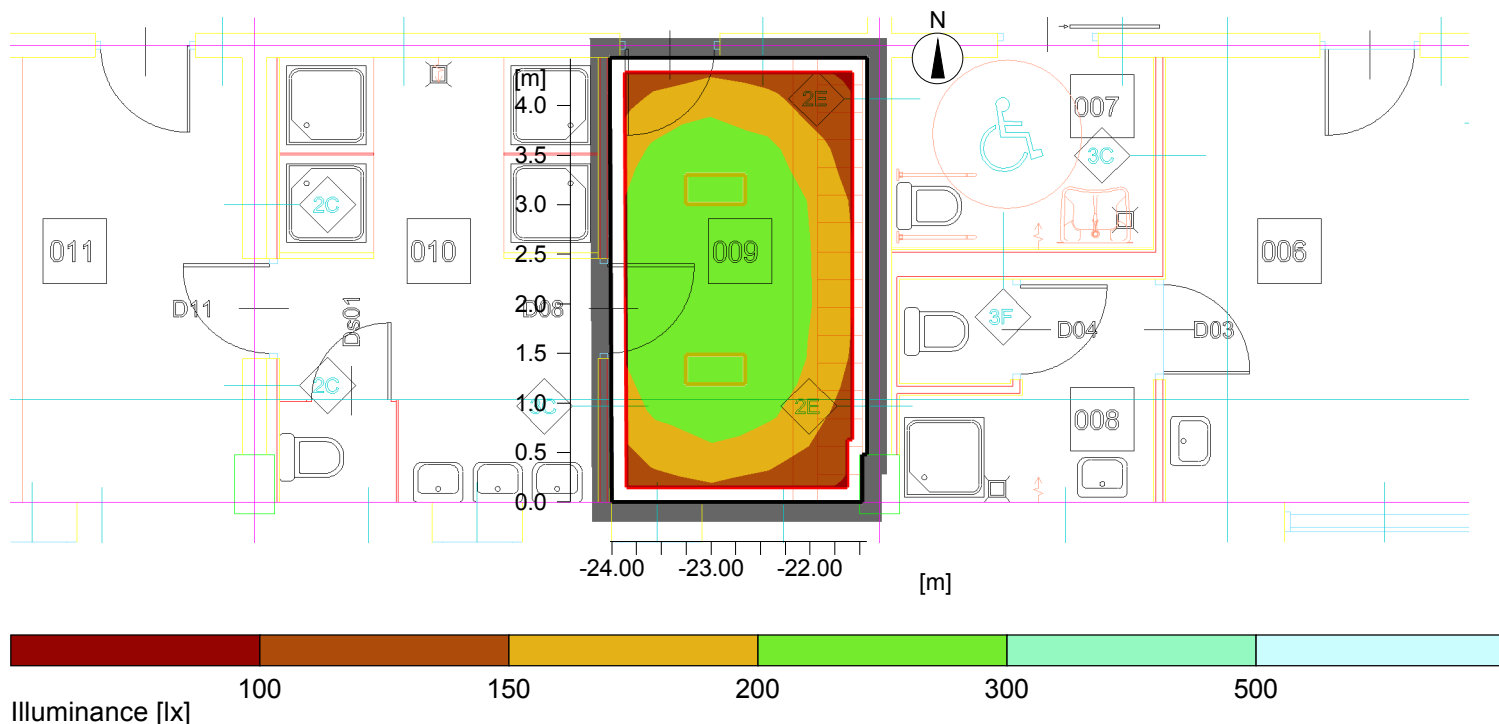 N
[m]
4.0
2E
007
3.5
3C
3.0
2C
011
010
2.5
009
006
D11
Ds01
D08
2.0
3F
D04
D03
1.5
2C
1.0
3C
2E
008
0.5
0.0
-24.00 -23.00 -22.00
[m]
100 150 200 300 500
Illuminance [lx]